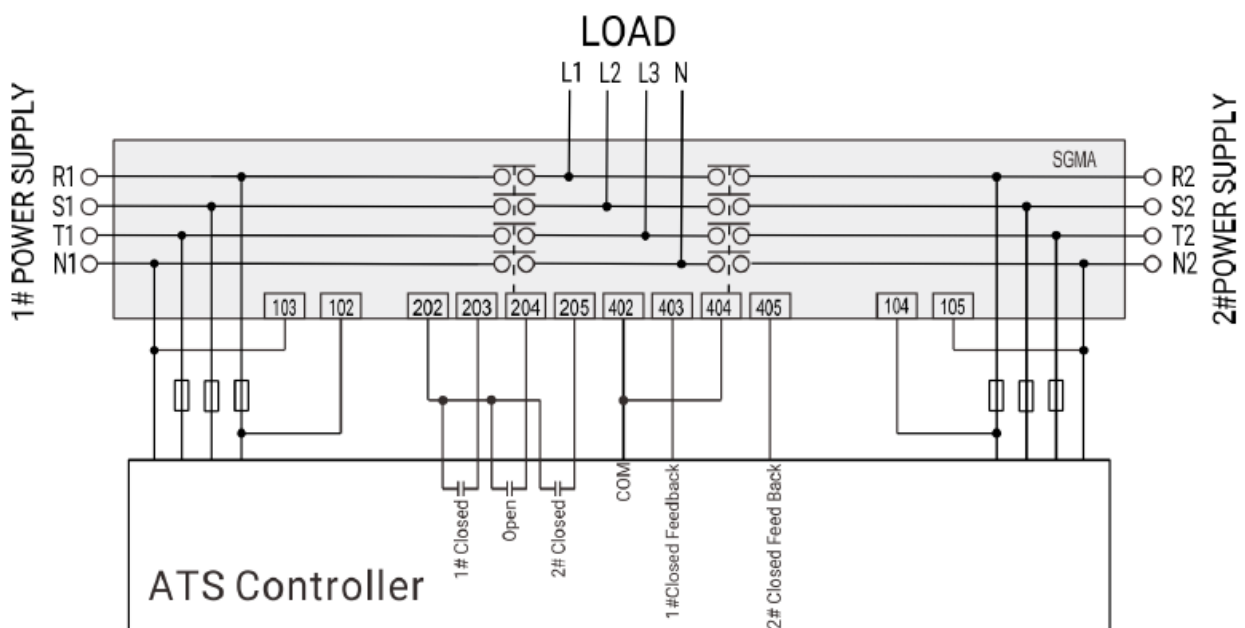 LOAD
L1 L2 L3 N
1# POWER SUPPLY
2#POWER SUPPLY
SGMA
R1 R2
S1 S2
T1 T2
N1 N2
103 102 202 203 204 205 402 403 404 405 104 105
1# Closed
Open
2# Closed
COM
1#Closed Feedback
2# Closed Feed Back
ATS Controller